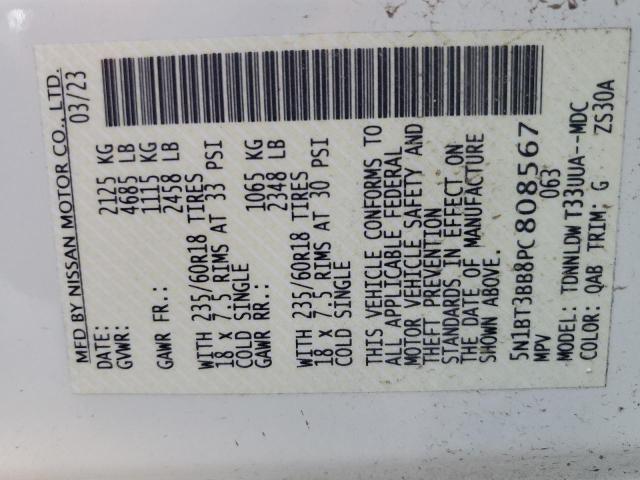 MFD BY NISSAN MOTOR CO., LTD.
DATE: 03/23
GVWR: 2125 KG
4685 LB
GAWR FR.: 1115 KG
2458 LB
WITH 235/60R18 TIRES
18 x 7.5 RIMS AT 33 PSI
COLD SINGLE
GAWR RR.: 1065 KG
2348 LB
WITH 235/60R18 TIRES
18 x 7.5 RIMS AT 30 PSI
COLD SINGLE
THIS VEHICLE CONFORMS TO
ALL APPLICABLE FEDERAL
MOTOR VEHICLE SAFETY AND
THEFT PREVENTION
STANDARDS IN EFFECT ON
THE DATE OF MANUFACTURE
SHOWN ABOVE.
5N1BT3BB8PC808567
MPV 063
MODEL: TDNNLDW T33UUA--MDC
COLOR: QAB TRIM: G ZS30A